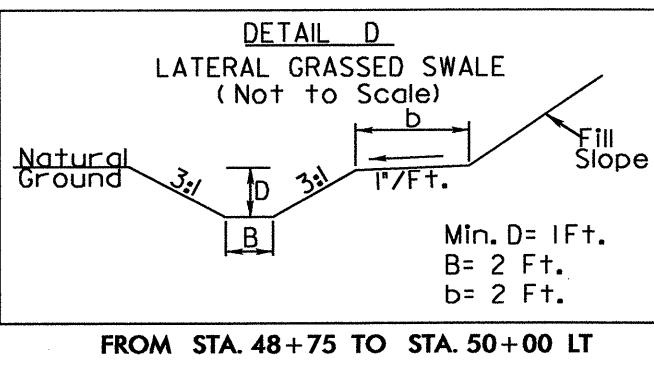 DETAIL D
LATERAL GRASSED SWALE
(Not to Scale)
b
Natural
Ground
3:1
D
3:1
1"/Ft.
Fill
Slope
B
Min. D= 1Ft.
B= 2 Ft.
b= 2 Ft.
FROM STA. 48+75 TO STA. 50+00 LT